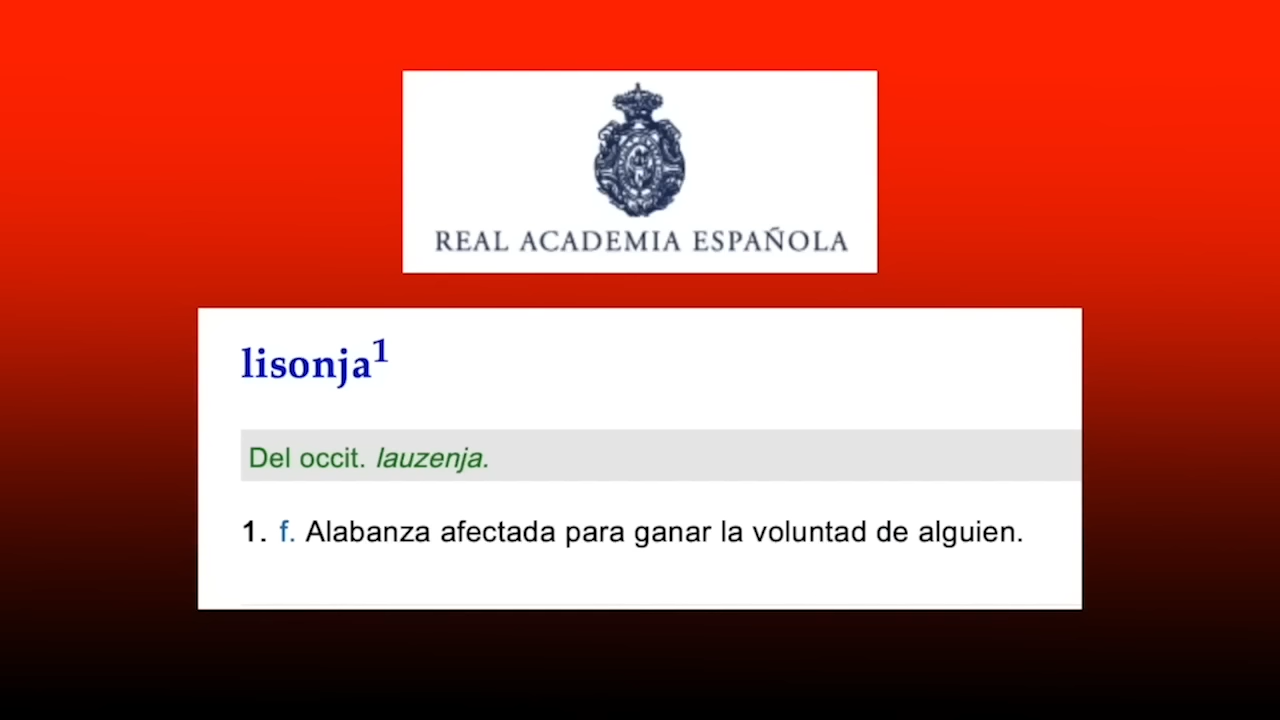 REAL ACADEMIA ESPAÑOLA
lisonja¹
Del occit. lauzenja.
1. f. Alabanza afectada para ganar la voluntad de alguien.